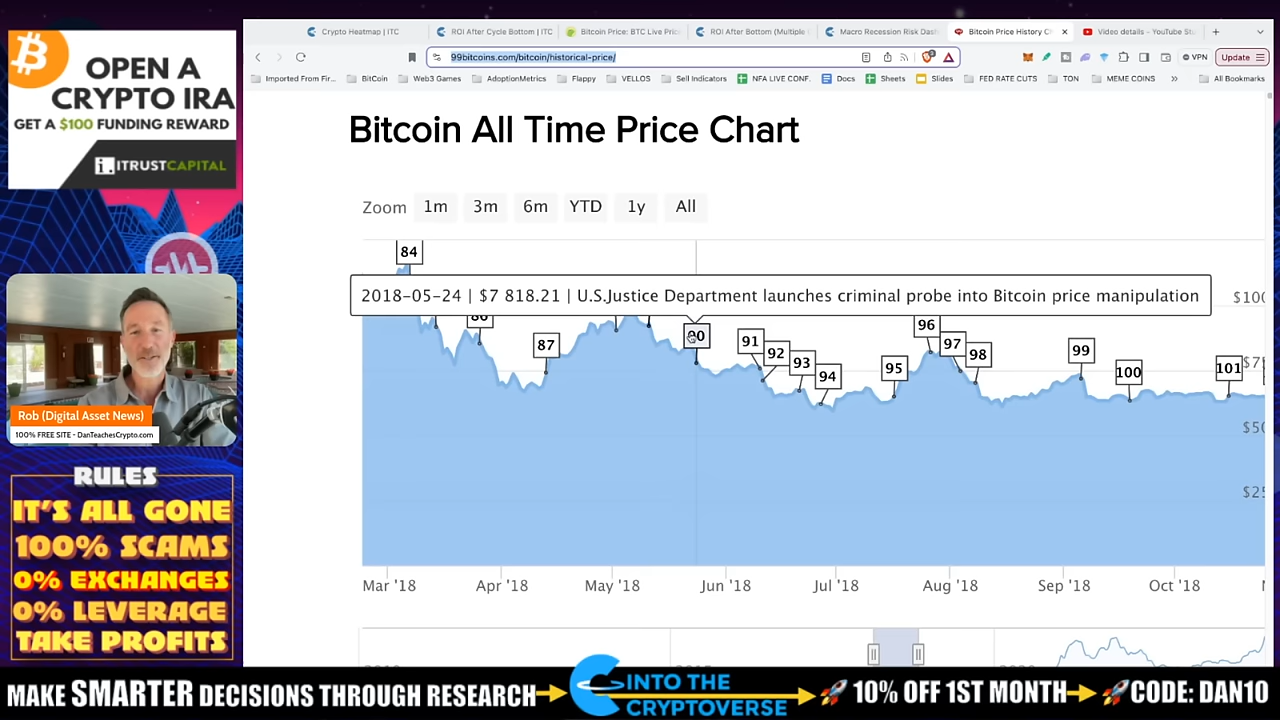 OPEN A
CRYPTO IRA
GET A $100 FUNDING REWARD
i. iTRUSTCAPITAL
Rob (Digital Asset News)
100% FREE SITE - DanTeachesCrypto.com
RULES
IT'S ALL GONE
100% SCAMS
0% EXCHANGES
0% LEVERAGE
TAKE PROFITS
Crypto Heatmap | ITC
ROI After Cycle Bottom | ITC
Bitcoin Price: BTC Live Pri
ROI After Bottom (Multiple
Macro Recession Risk Dash
Bitcoin Price History C
Video details - YouTube Stu
99bitcoins.com/bitcoin/historical-price/
VPN
Update
Imported From Fir...
BitCoin
Web3 Games
AdoptionMetrics
Flappy
VELLOS
Sell Indicators
NFA LIVE CONF.
Docs
Sheets
Slides
FED RATE CUTS
TON
MEME COINS
All Bookmarks
Bitcoin All Time Price Chart
Zoom 1m 3m 6m YTD 1y All
84
2018-05-24 | $7 818.21 | U.S.Justice Department launches criminal probe into Bitcoin price manipulation
$100
86
87
90
91
92
93
94
95
96
97
98
99
100
101
$75
$50
$25
Mar '18 Apr '18 May '18 Jun '18 Jul '18 Aug '18 Sep '18 Oct '18
MAKE SMARTER DECISIONS THROUGH RESEARCH
INTO THE
CRYPTOVERSE
10% OFF 1ST MONTH
CODE: DAN10